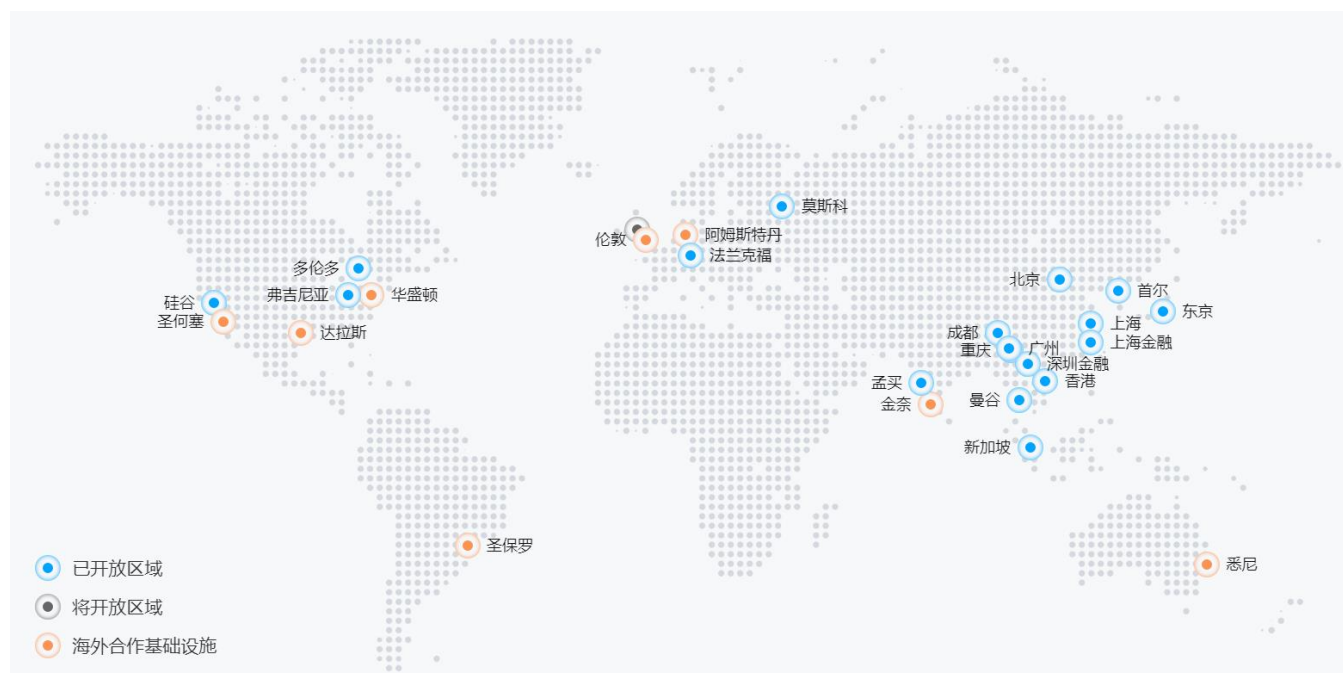 莫斯科
伦敦
阿姆斯特丹
法兰克福
多伦多
北京
弗吉尼亚
华盛顿
首尔
硅谷
东京
圣何塞
上海
达拉斯
成都
上海金融
重庆
广州
深圳金融
孟买
香港
金奈
曼谷
新加坡
圣保罗
悉尼
已开放区域
将开放区域
海外合作基础设施